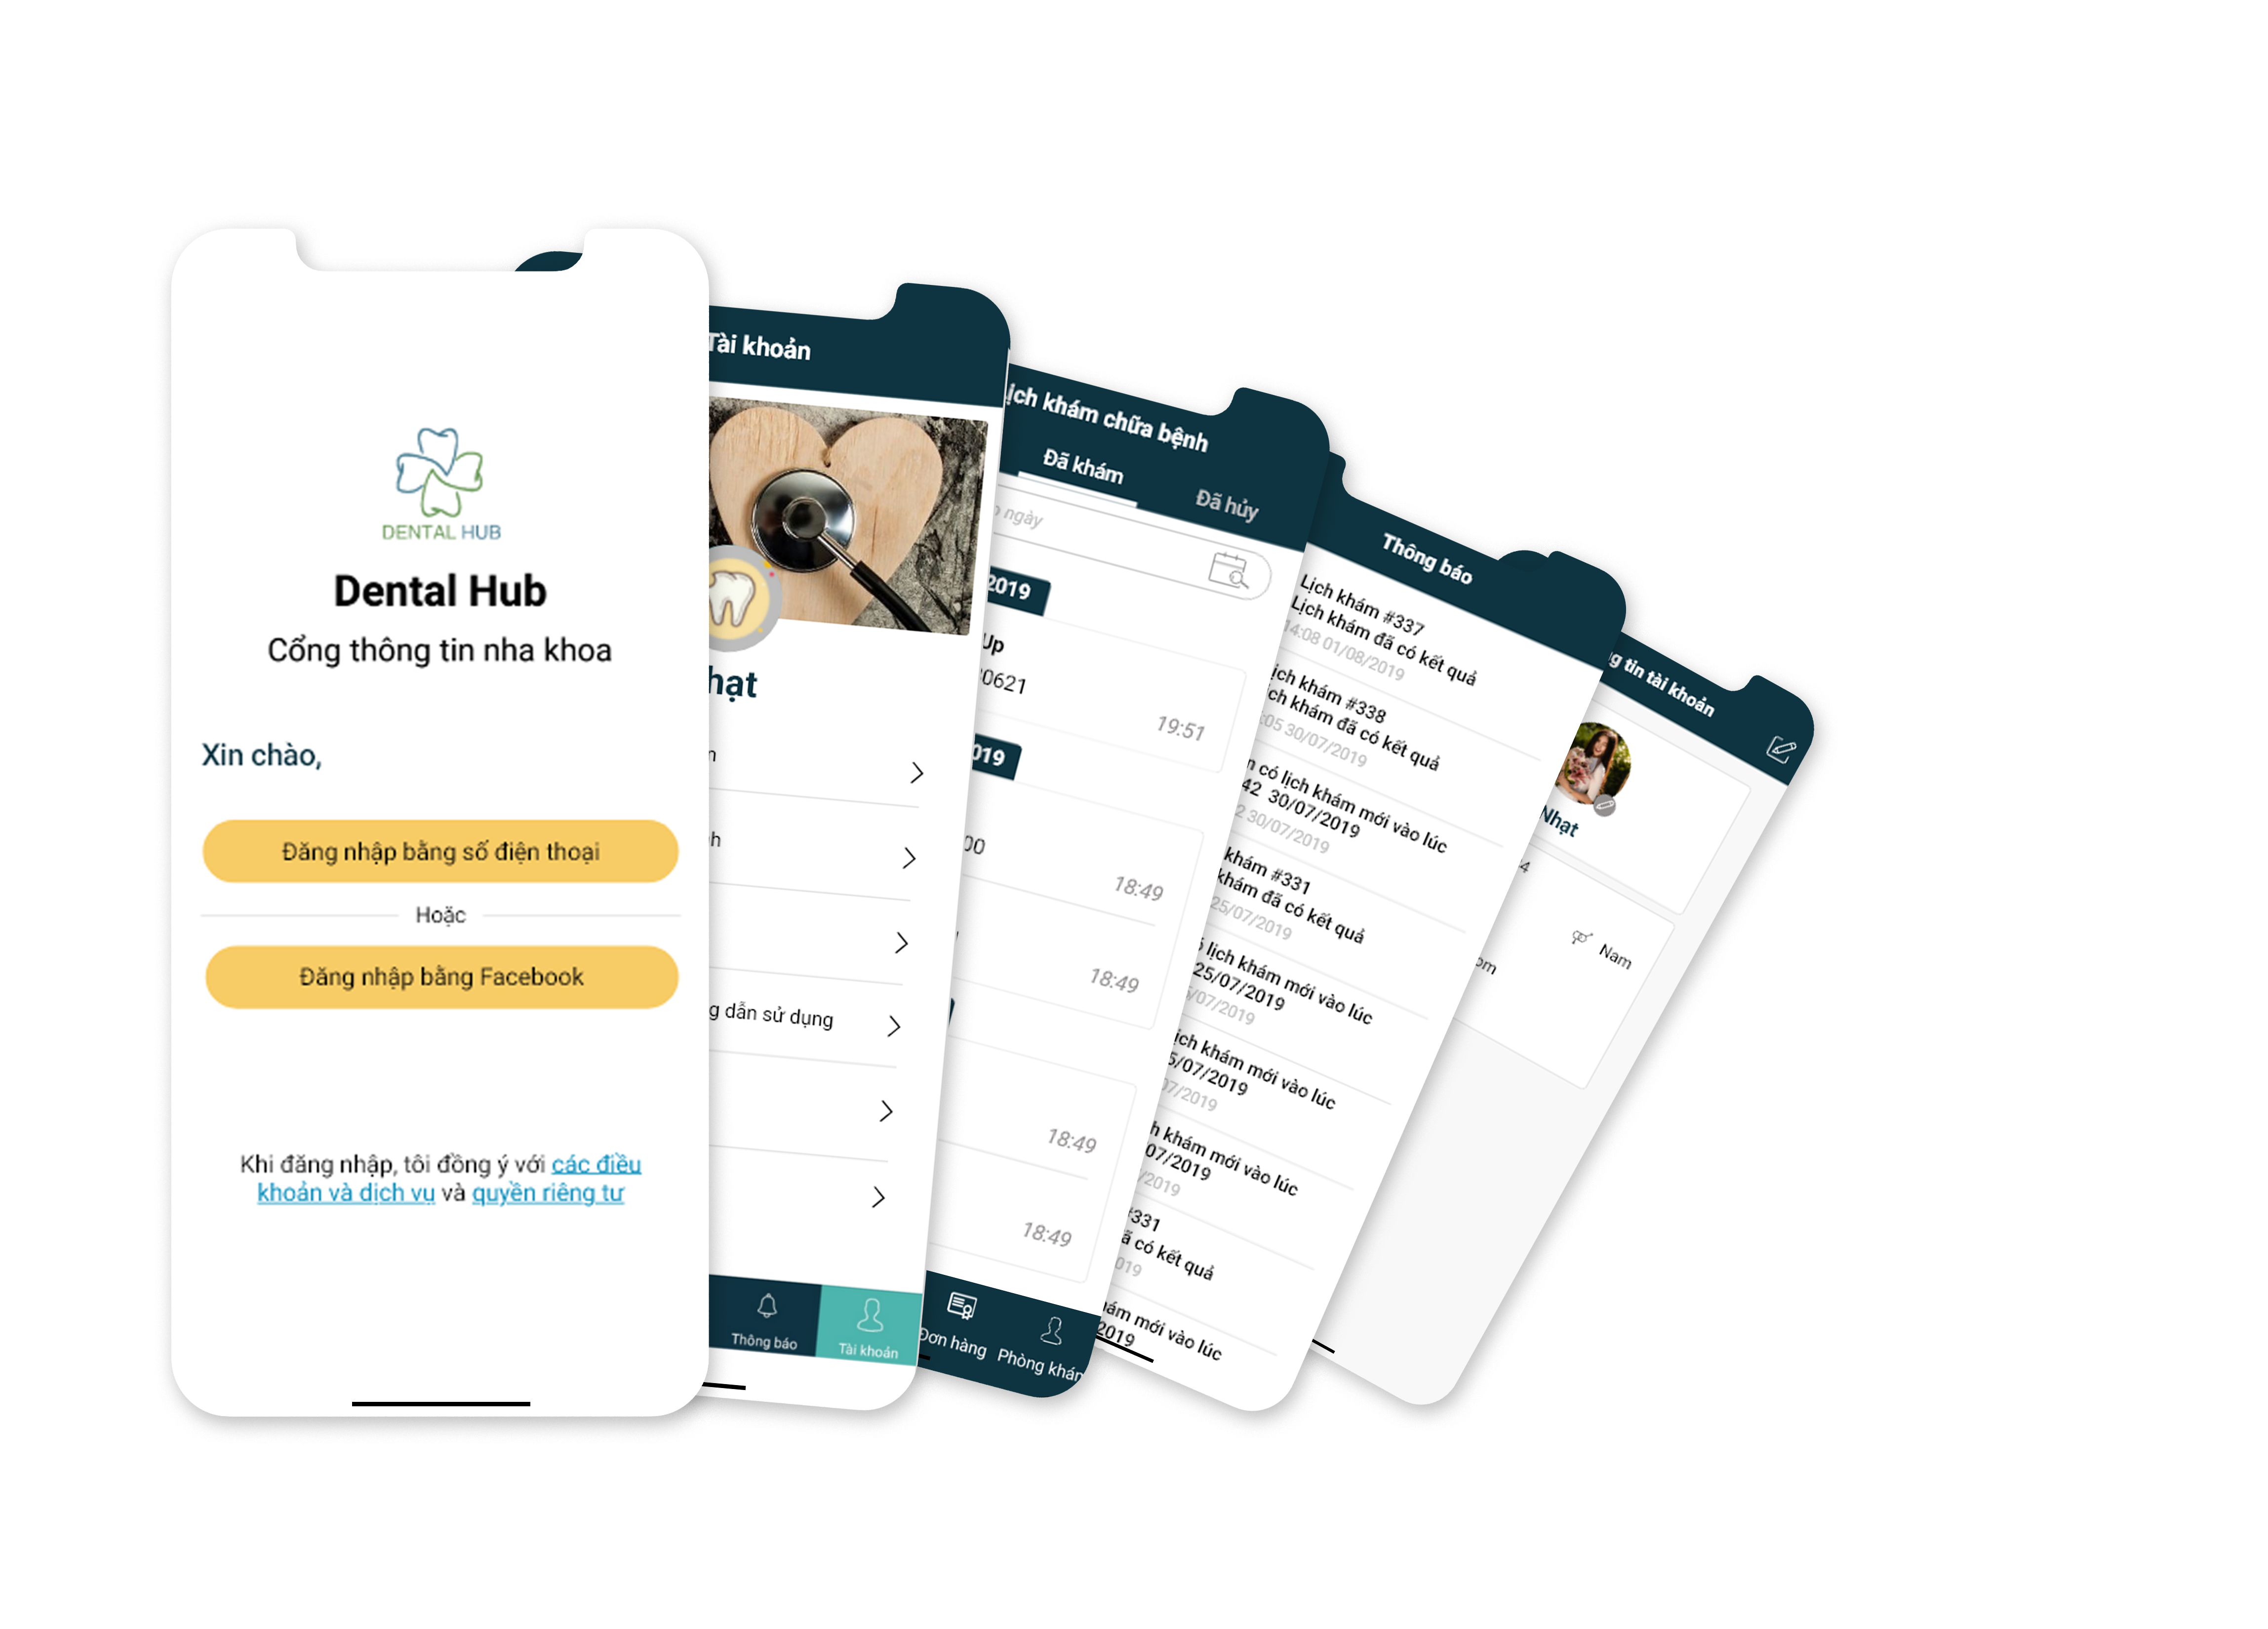 DENTAL HUB
Dental Hub
Cổng thông tin nha khoa
Xin chào,
Đăng nhập bằng số điện thoại
Hoặc
Đăng nhập bằng Facebook
Khi đăng nhập, tôi đồng ý với các điều
khoản và dịch vụ và quyền riêng tư
Tài khoản
hạt
dẫn sử dụng
Thông báo
Tài khoản
khám chữa bệnh
Đã khám
Đã hủy
ngày
2019
Up
0621
19:51
019
00
18:49
18:49
18:49
18:49
Đơn hàng
Phòng khám
Thông báo
Lịch khám #337
Lịch khám đã có kết quả
14:08 01/08/2019
khám #338
khám đã có kết quả
:05 30/07/2019
có lịch khám mới vào lúc
42 30/07/2019
30/07/2019
khám #331
khám đã có kết quả
25/07/2019
lịch khám mới vào lúc
25/07/2019
/07/2019
khám mới vào lúc
5/07/2019
07/2019
khám mới vào lúc
07/2019
/2019
#331
có kết quả
019
mới vào lúc
2019
tin tài khoản
Nhạt
4
Nam
om